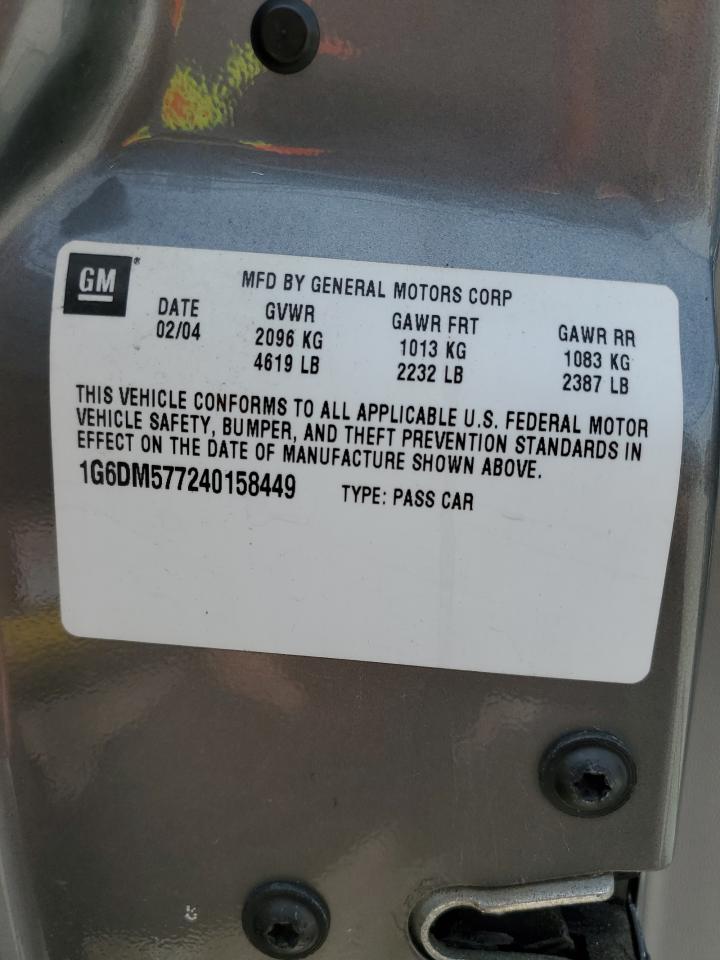 GM
MFD BY GENERAL MOTORS CORP
DATE GVWR GAWR FRT GAWR RR
02/04 2096 KG 1013 KG 1083 KG
4619 LB 2232 LB 2387 LB
THIS VEHICLE CONFORMS TO ALL APPLICABLE U.S. FEDERAL MOTOR
VEHICLE SAFETY, BUMPER, AND THEFT PREVENTION STANDARDS IN
EFFECT ON THE DATE OF MANUFACTURE SHOWN ABOVE.
1G6DM577240158449 TYPE: PASS CAR